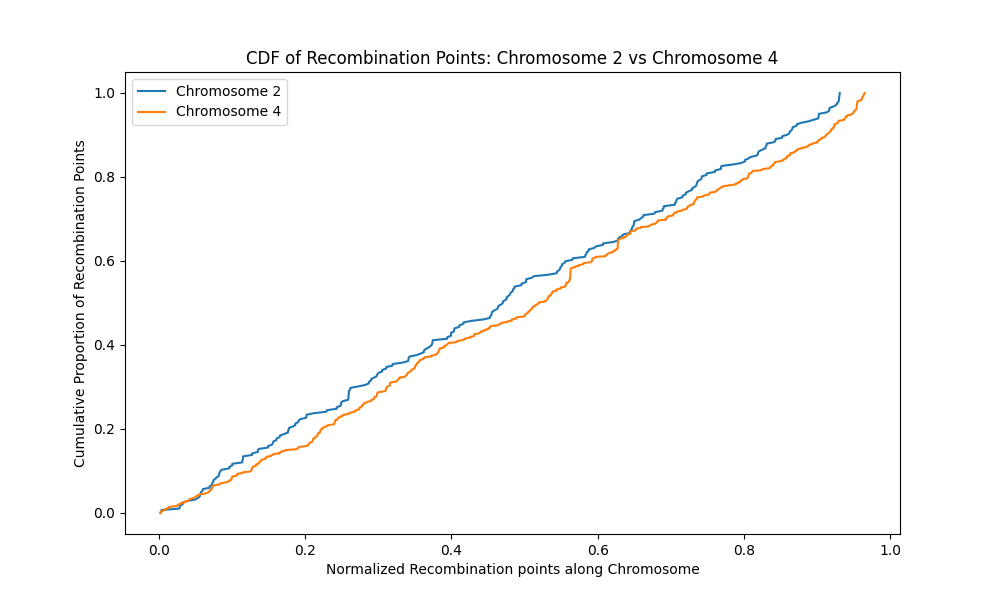 CDF of Recombination Points: Chromosome 2 vs Chromosome 4
Chromosome 2
Chromosome 4
Cumulative Proportion of Recombination Points
1.0
0.8
0.6
0.4
0.2
0.0
0.0 0.2 0.4 0.6 0.8 1.0
Normalized Recombination points along Chromosome